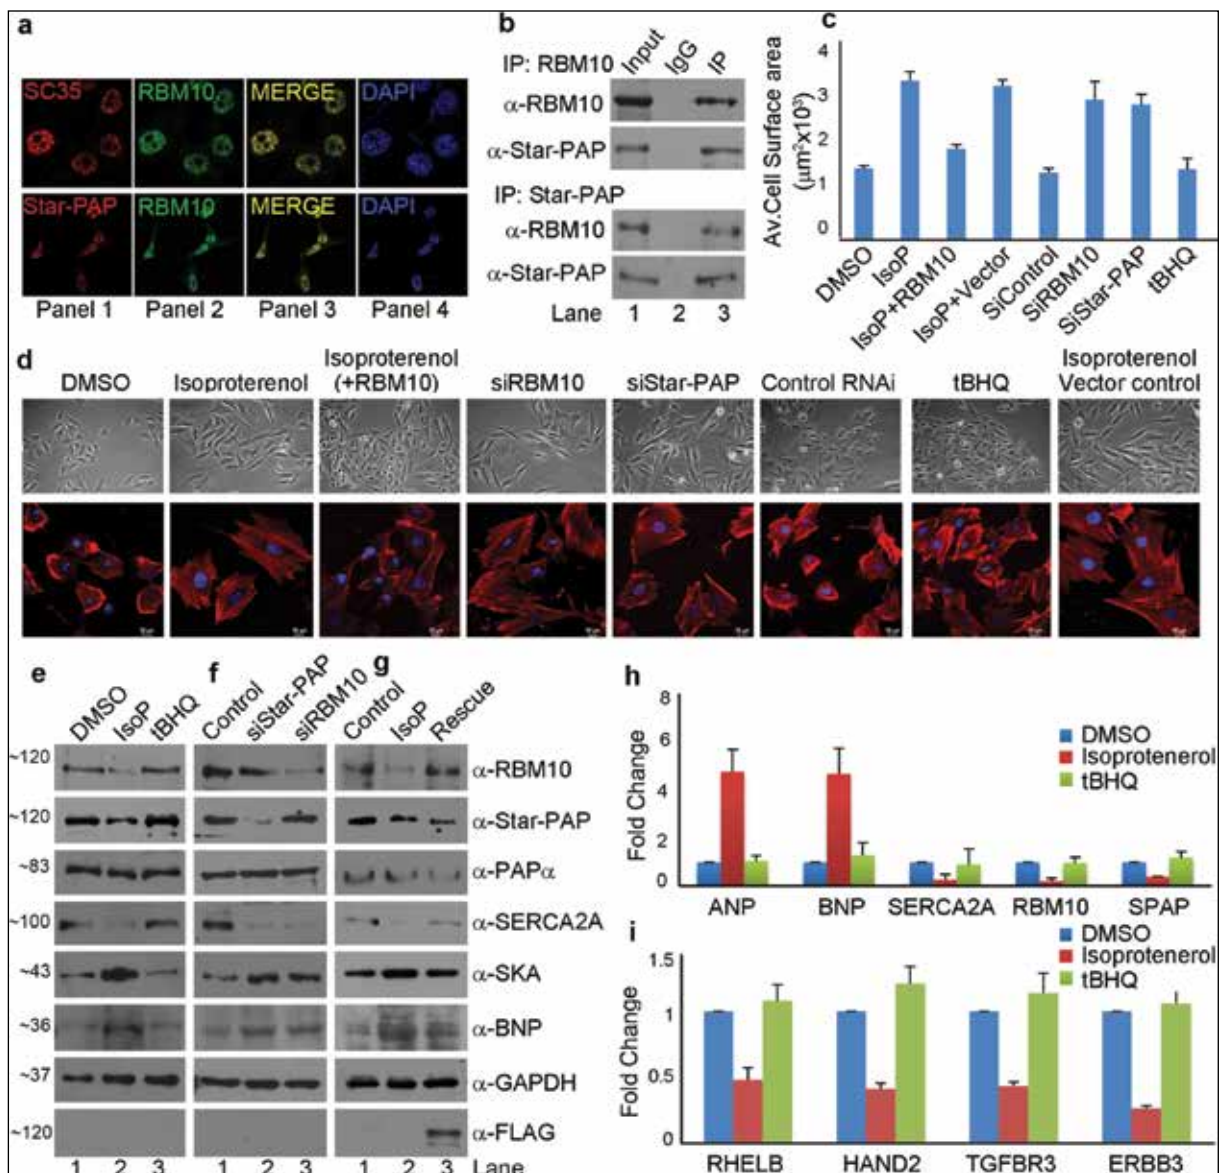 a
SC35 RBM10 MERGE DAPI
Star-PAP RBM10 MERGE DAPI
Panel 1 Panel 2 Panel 3 Panel 4
b
IP: RBM10 Input IgG IP
α-RBM10
α-Star-PAP
IP: Star-PAP
α-RBM10
α-Star-PAP
Lane 1 2 3
c
Av.Cell Surface area
(µm²x10³)
4
3
2
1
0
DMSO IsoP IsoP+RBM10 IsoP+Vector SiControl SiRBM10 SiStar-PAP tBHQ
d
DMSO
Isoproterenol
Isoproterenol
(+RBM10)
siRBM10
siStar-PAP
Control RNAi
tBHQ
Isoproterenol
Vector control
e f g
DMSO IsoP tBHQ Control siStar-PAP siRBM10 Control IsoP Rescue
~120 α-RBM10
~120 α-Star-PAP
~83 α-PAPα
~100 α-SERCA2A
~43 α-SKA
~36 α-BNP
~37 α-GAPDH
~120 α-FLAG
1 2 3 1 2 3 1 2 3 Lane
h
Fold Change
8
6
4
2
0
DMSO
Isoprotenerol
tBHQ
ANP BNP SERCA2A RBM10 SPAP
i
Fold Change
1.5
1
0.5
0
DMSO
Isoprotenerol
tBHQ
RHELB HAND2 TGFBR3 ERBB3